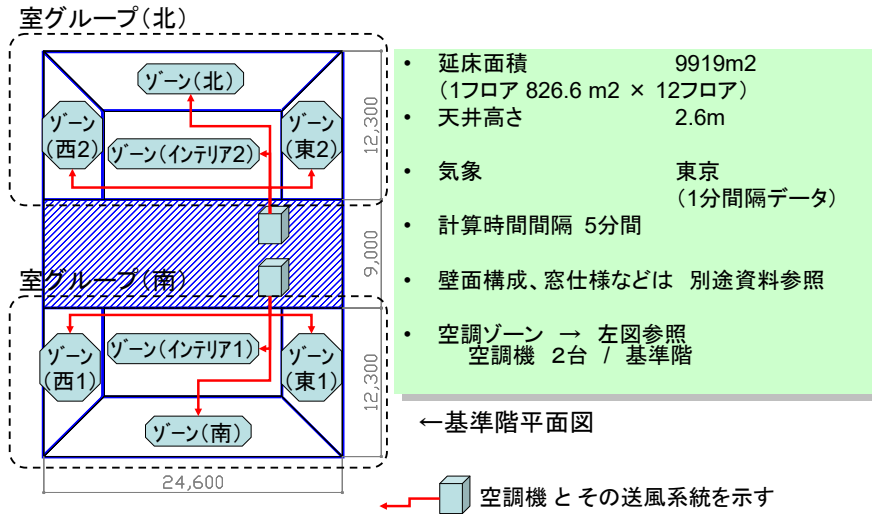 室グループ(北)
ゾーン(北)
ゾーン
(西2)
ゾーン(インテリア2)
ゾーン
(東2)
12,300
9,000
室グループ(南)
ゾーン
(西1)
ゾーン(インテリア1)
ゾーン
(東1)
ゾーン(南)
12,300
24,600
• 延床面積 9919m2
(1フロア 826.6 m2 × 12フロア)
• 天井高さ 2.6m
• 気象 東京
(1分間隔データ)
• 計算時間間隔 5分間
• 壁面構成、窓仕様などは 別途資料参照
• 空調ゾーン → 左図参照
空調機 2台 / 基準階
←基準階平面図
空調機 と その送風系統を示す